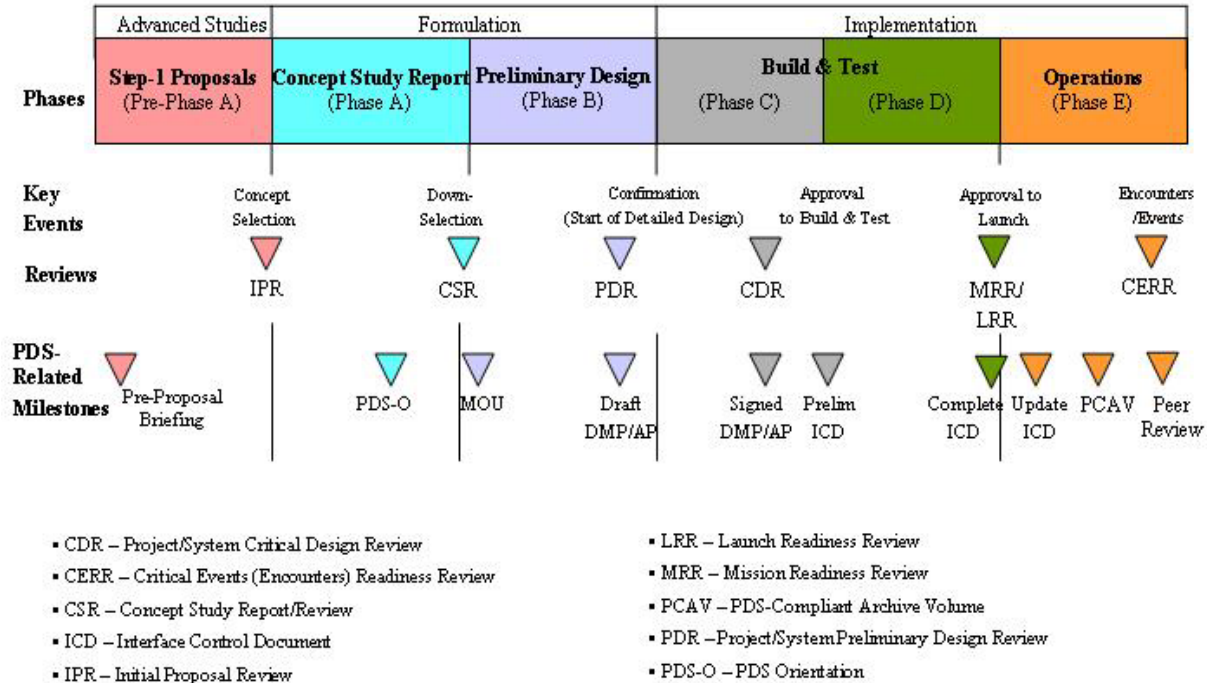 Advanced Studies Formulation Implementation
Phases
Step-1 Proposals
(Pre-Phase A)
Concept Study Report
(Phase A)
Preliminary Design
(Phase B)
Build & Test
(Phase C) (Phase D)
Operations
(Phase E)
Key
Events
Concept
Selection
Down-
Selection
Confirmation
(Start of Detailed Design)
Approval
to Build & Test
Approval to
Launch
Encounters
/Events
Reviews
IPR
CSR
PDR
CDR
MRR/
LRR
CERR
PDS-
Related
Milestones
Pre-Proposal
Briefing
PDS-O
MOU
Draft
DMP/AP
Signed
DMP/AP
Prelim
ICD
Complete
ICD
Update
ICD
PCAV
Peer
Review
▪ CDR – Project/System Critical Design Review
▪ CERR – Critical Events (Encounters) Readiness Review
▪ CSR – Concept Study Report/Review
▪ ICD – Interface Control Document
▪ IPR – Initial Proposal Review
▪ LRR – Launch Readiness Review
▪ MRR – Mission Readiness Review
▪ PCAV – PDS-Compliant Archive Volume
▪ PDR – Project/System Preliminary Design Review
▪ PDS-O – PDS Orientation